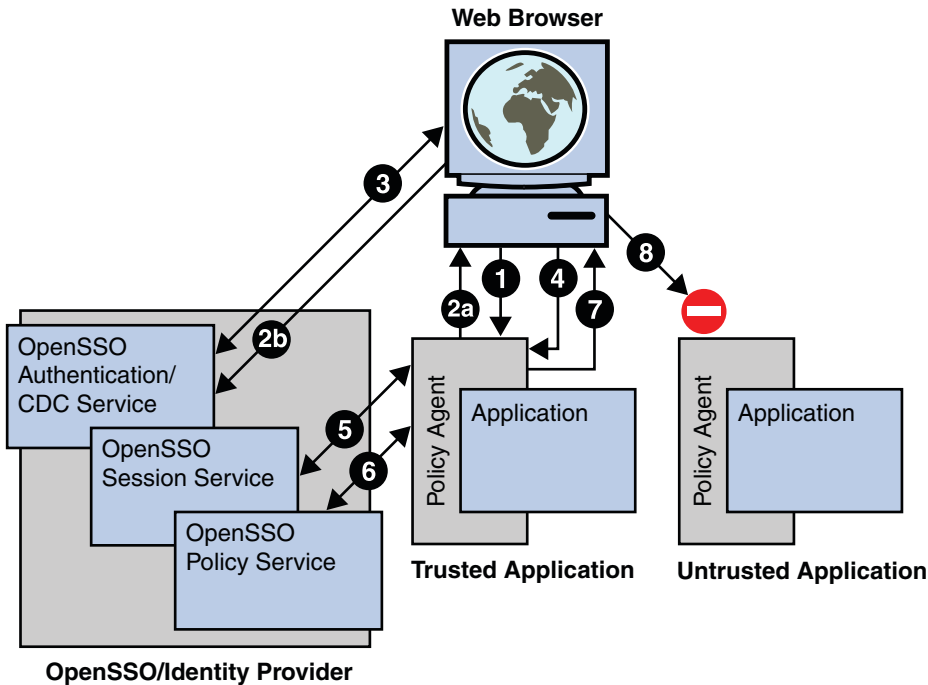 Web Browser
3
8
1
4
2a
7
2b
OpenSSO
Authentication/
CDC Service
OpenSSO
Session Service
OpenSSO
Policy Service
5
6
Policy Agent
Application
Policy Agent
Application
Trusted Application
Untrusted Application
OpenSSO/Identity Provider